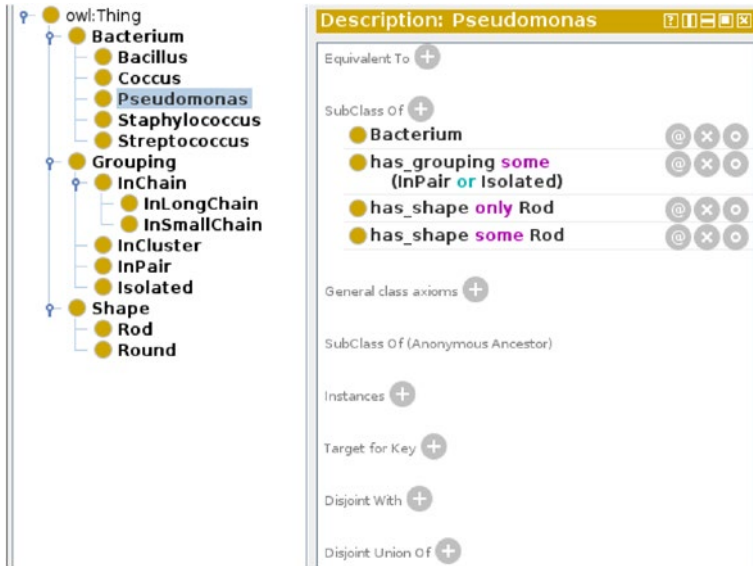 owl:Thing
Bacterium
Bacillus
Coccus
Pseudomonas
Staphylococcus
Streptococcus
Grouping
InChain
InLongChain
InSmallChain
InCluster
InPair
Isolated
Shape
Rod
Round
Description: Pseudomonas
Equivalent To
SubClass Of
Bacterium
has_grouping some
(InPair or Isolated)
has_shape only Rod
has_shape some Rod
General class axioms
SubClass Of (Anonymous Ancestor)
Instances
Target for Key
Disjoint With
Disjoint Union Of